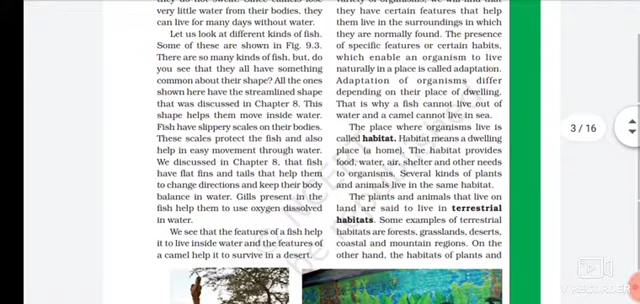 do not sweat. Since camels lose
very little water from their bodies, they
can live for many days without water.
Let us look at different kinds of fish.
Some of these are shown in Fig. 9.3.
There are so many kinds of fish, but, do
you see that they all have something
common about their shape? All the ones
shown here have the streamlined shape
that was discussed in Chapter 8. This
shape helps them move inside water.
Fish have slippery scales on their bodies.
These scales protect the fish and also
help in easy movement through water.
We discussed in Chapter 8, that fish
have flat fins and tails that help them
to change directions and keep their body
balance in water. Gills present in the
fish help them to use oxygen dissolved
in water.
We see that the features of a fish help
it to live inside water and the features of
a camel help it to survive in a desert.
they have certain features that help
them live in the surroundings in which
they are normally found. The presence
of specific features or certain habits,
which enable an organism to live
naturally in a place is called adaptation.
Adaptation of organisms differ
depending on their place of dwelling.
That is why a fish cannot live out of
water and a camel cannot live in sea.
The place where organisms live is
called habitat. Habitat means a dwelling
place (a home). The habitat provides
food, water, air, shelter and other needs
to organisms. Several kinds of plants
and animals live in the same habitat.
The plants and animals that live on
land are said to live in terrestrial
habitats. Some examples of terrestrial
habitats are forests, grasslands, deserts,
coastal and mountain regions. On the
other hand, the habitats of plants and
3 / 16
RECORDER